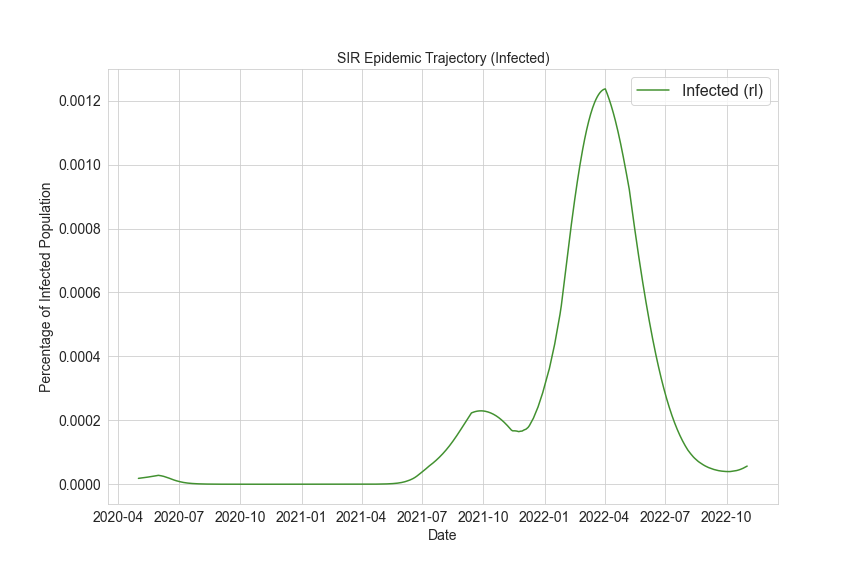 SIR Epidemic Trajectory (Infected)
Infected (rI)
Percentage of Infected Population
0.0012
0.0010
0.0008
0.0006
0.0004
0.0002
0.0000
2020-04 2020-07 2020-10 2021-01 2021-04 2021-07 2021-10 2022-01 2022-04 2022-07 2022-10
Date